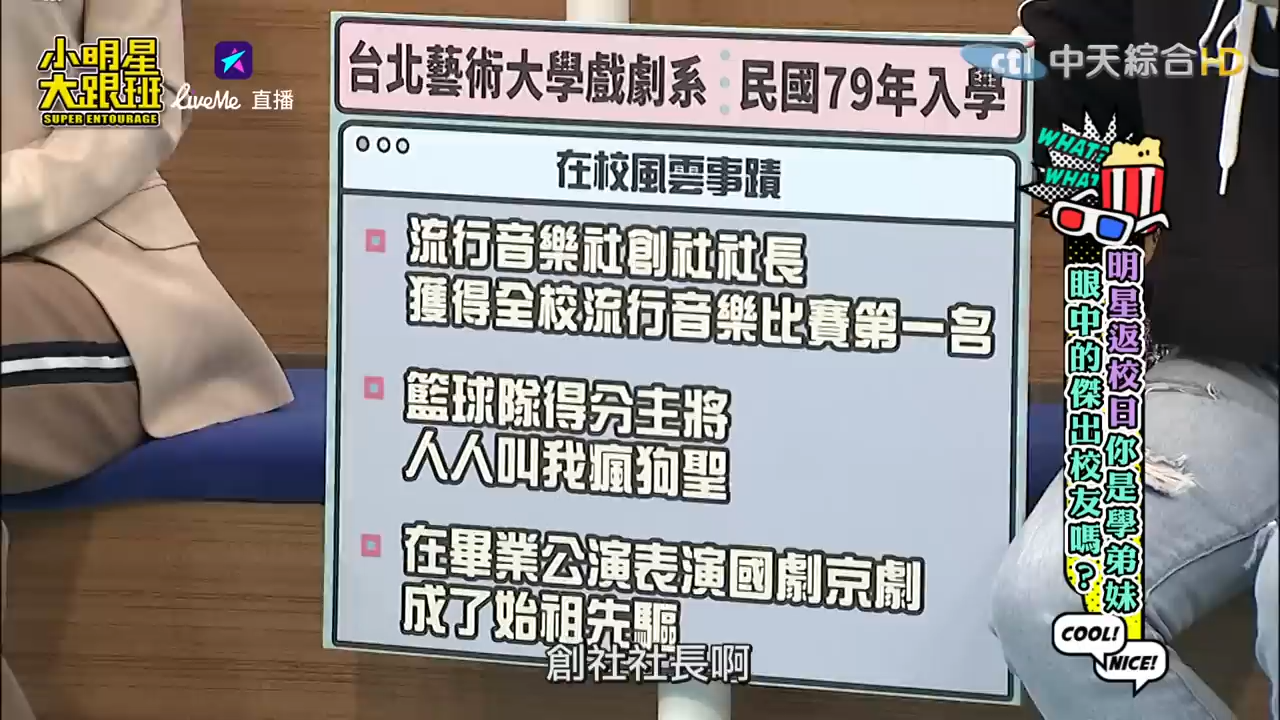 小明星
大跟班
SUPER ENTOURAGE
LiveMe 直播
cti 中天綜合HD
台北藝術大學戲劇系：民國79年入學
在校風雲事蹟
流行音樂社創社社長
獲得全校流行音樂比賽第一名
籃球隊得分主將
人人叫我瘋狗聖
在畢業公演表演國劇京劇
成了始祖先驅
創社社長啊
WHAT?
WHAT
明星返校日你是學弟妹
眼中的傑出校友嗎？
COOL!
NICE!